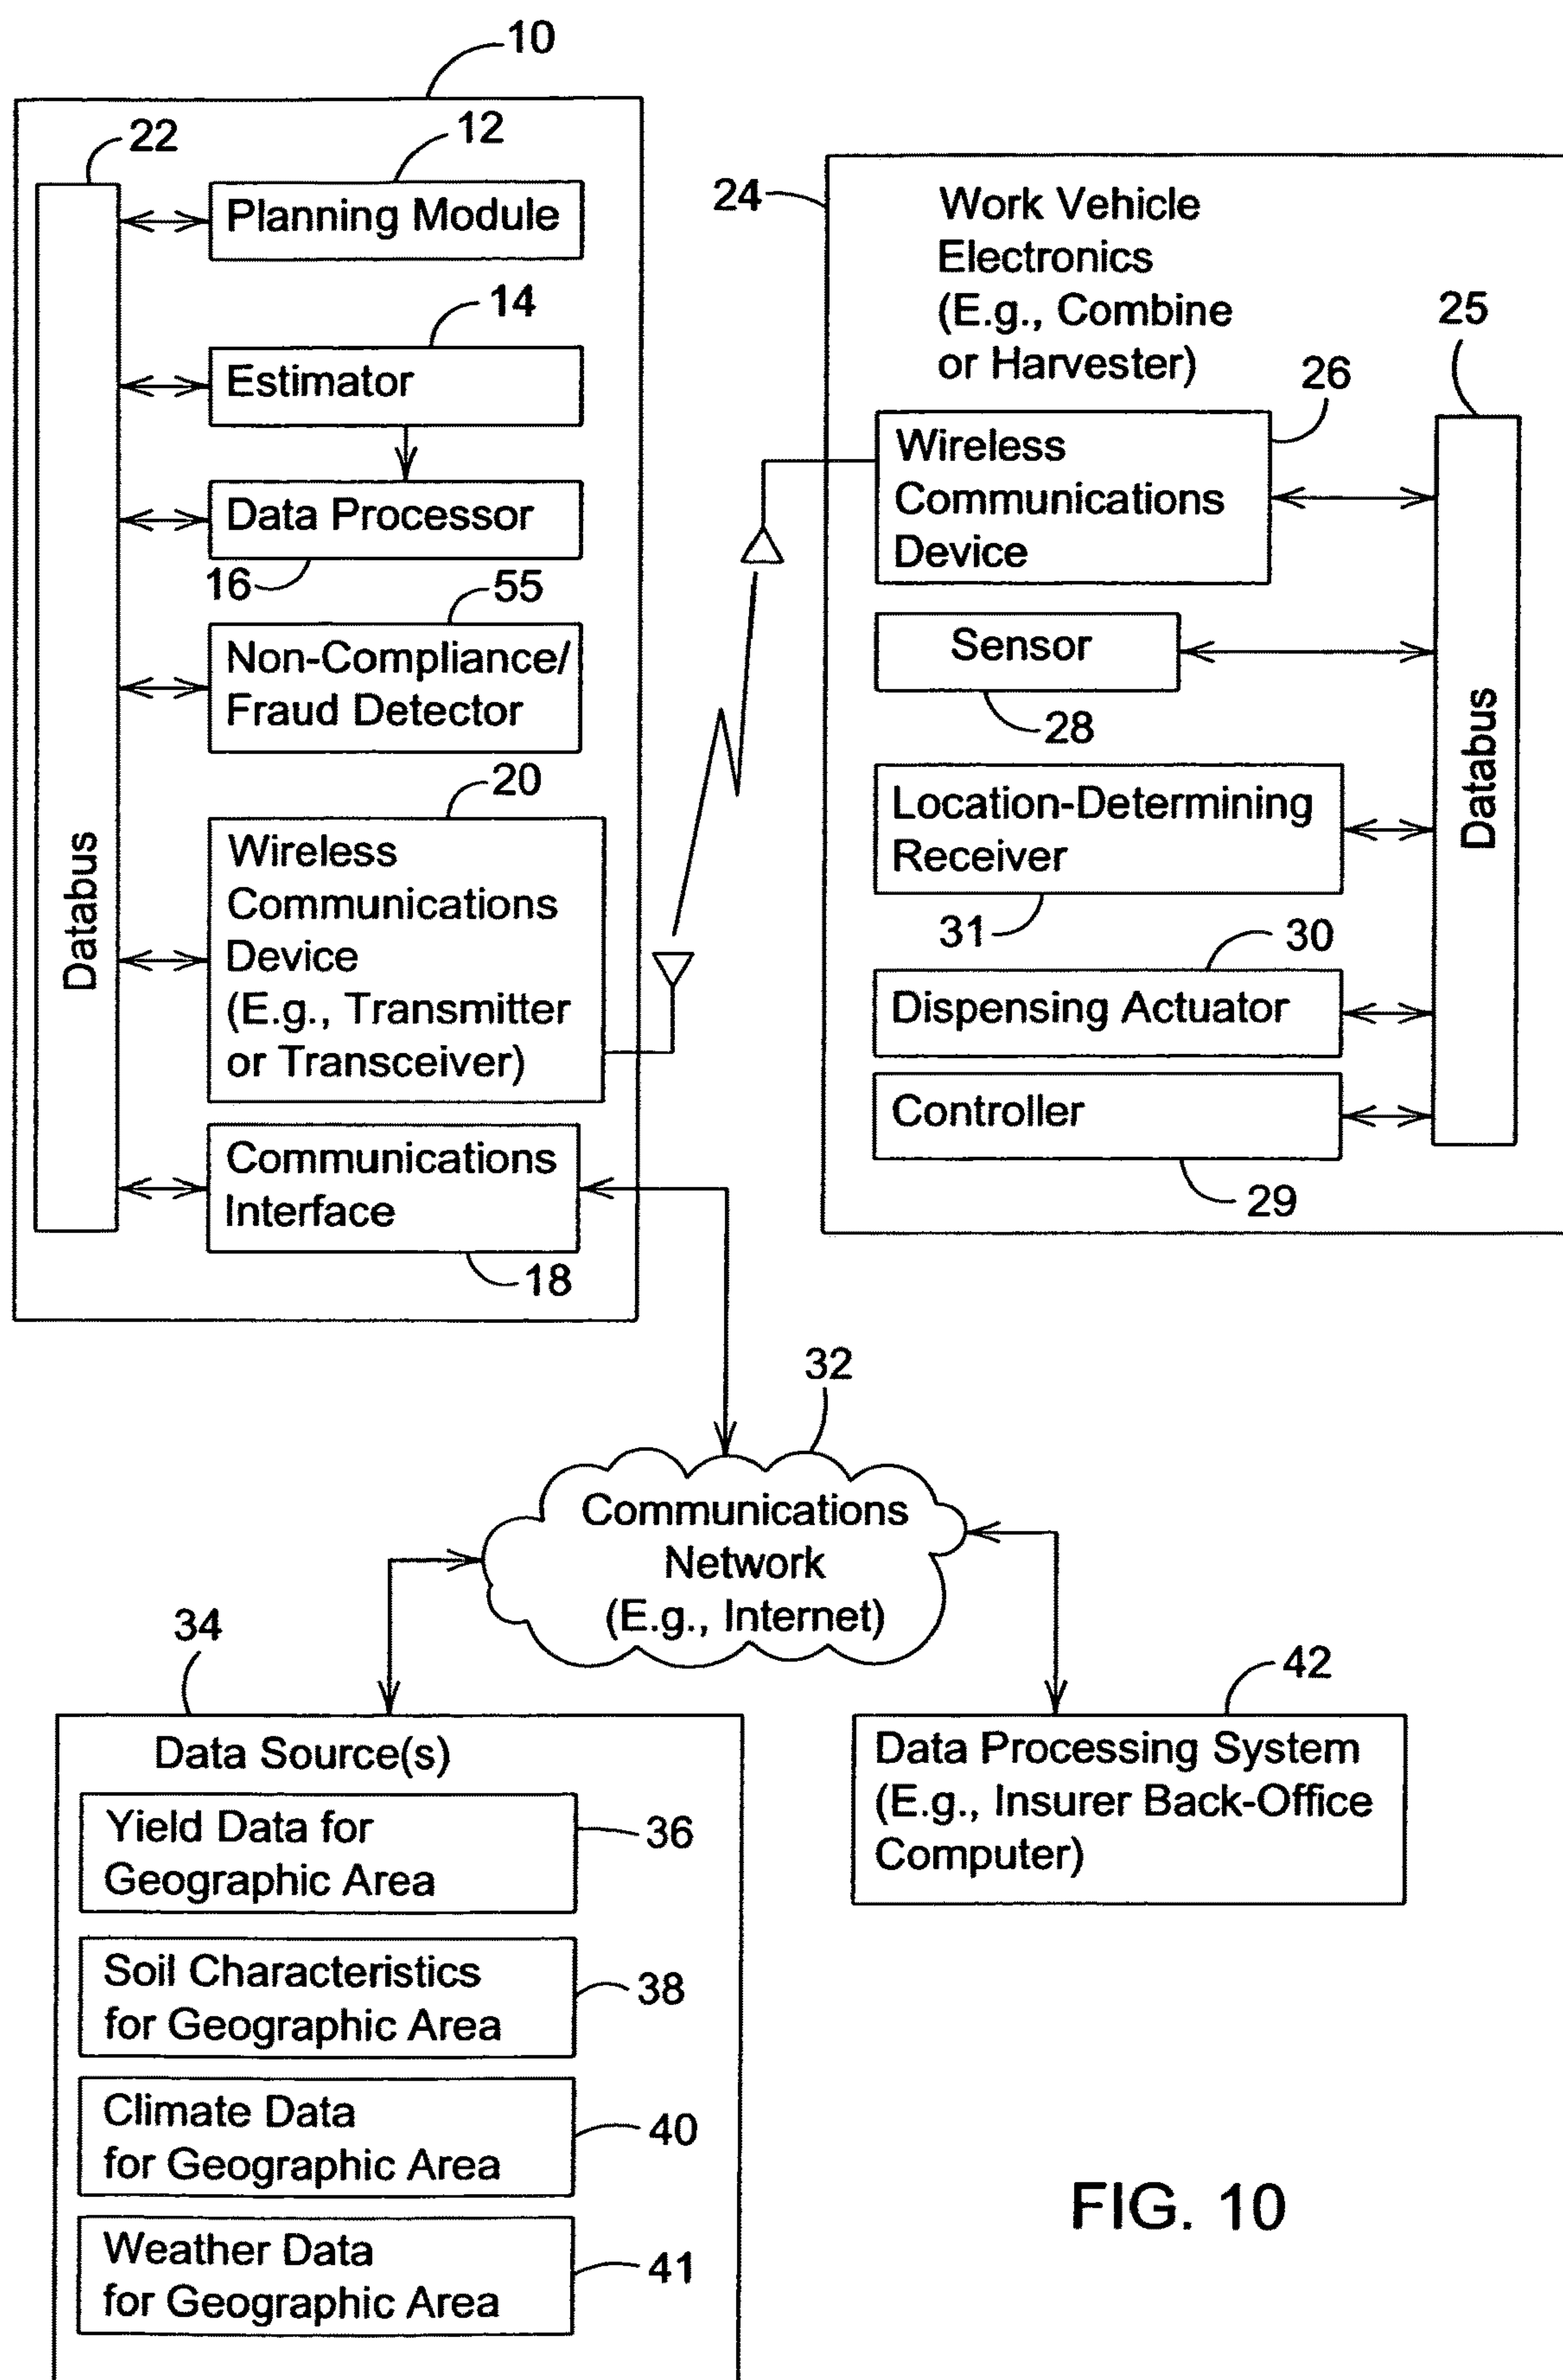 10
22
12
Planning Module
14
Estimator
Data Processor
16
55
Non-Compliance/
Fraud Detector
20
Wireless
Communications
Device
(E.g., Transmitter
or Transceiver)
Databus
Communications
Interface
18
24
Work Vehicle
Electronics
(E.g., Combine
or Harvester)
25
26
Wireless
Communications
Device
Sensor
28
Location-Determining
Receiver
31
30
Dispensing Actuator
Controller
29
Databus
32
Communications
Network
(E.g., Internet)
34
Data Source(s)
Yield Data for
Geographic Area
36
Soil Characteristics
for Geographic Area
38
Climate Data
for Geographic Area
40
Weather Data
for Geographic Area
41
42
Data Processing System
(E.g., Insurer Back-Office
Computer)
FIG. 10